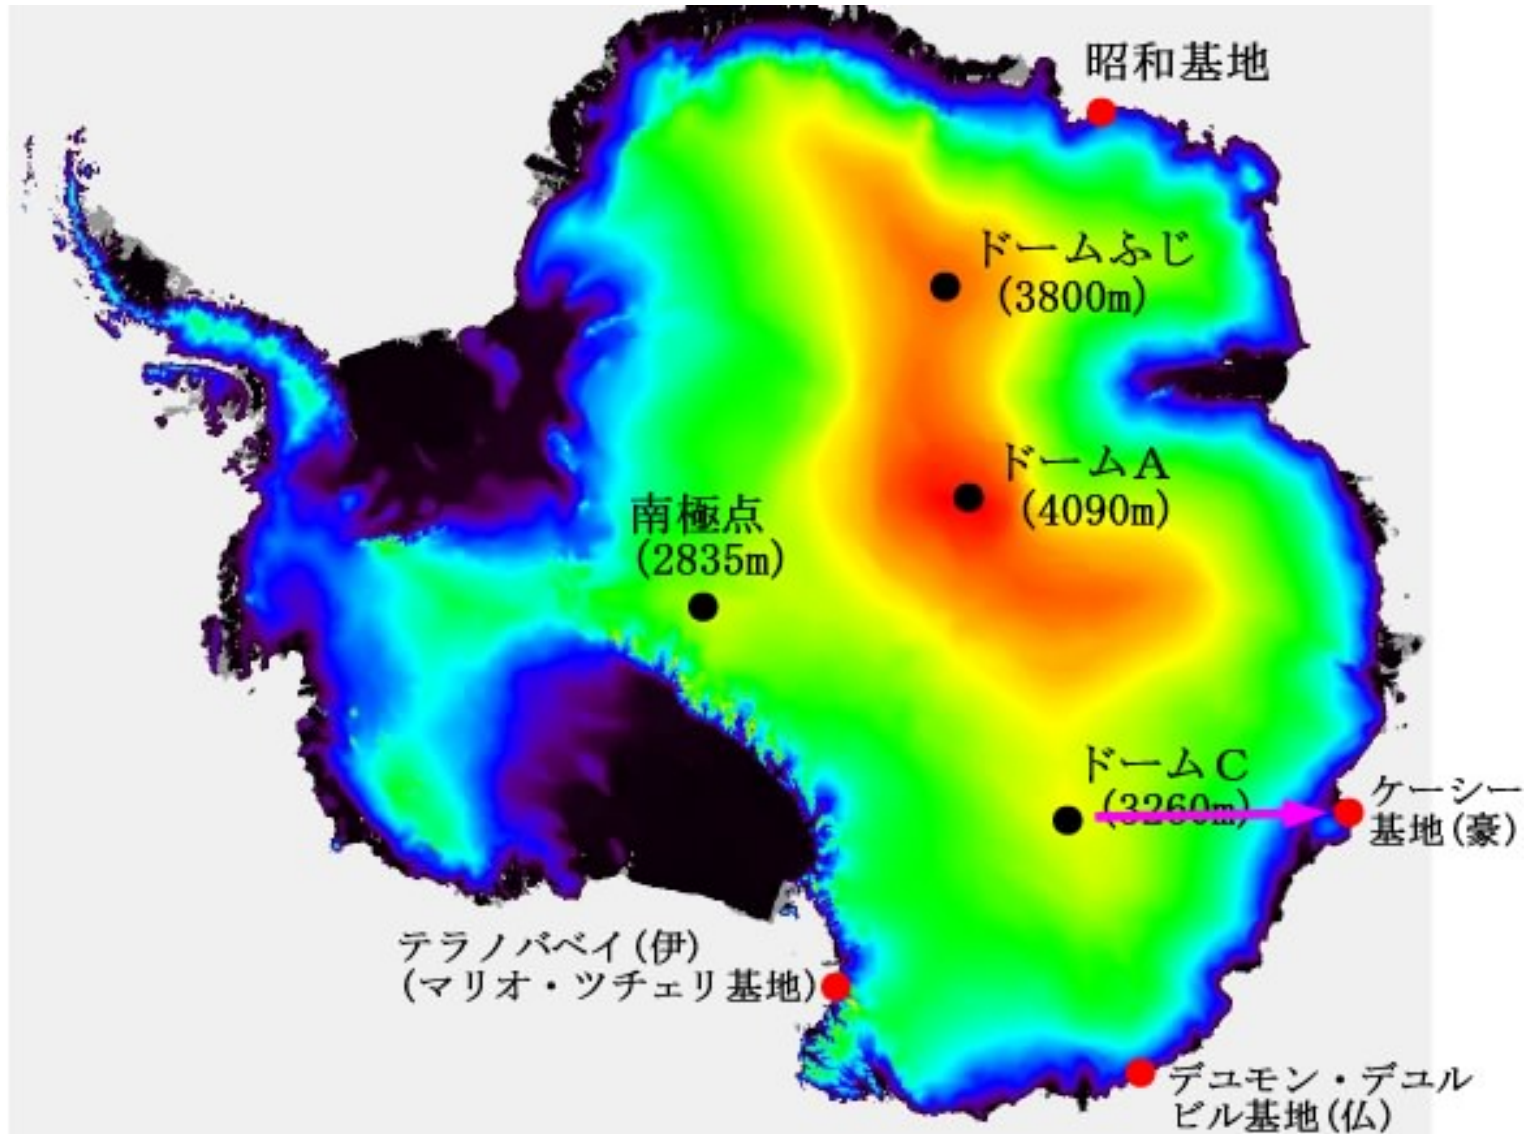 昭和基地
ドームふじ
(3800m)
ドームA
(4090m)
南極点
(2835m)
ドームC
(3260m)
ケーシー
基地(豪)
テラノバベイ(伊)
(マリオ・ツチェリ基地)
デュモン・デュル
ビル基地(仏)